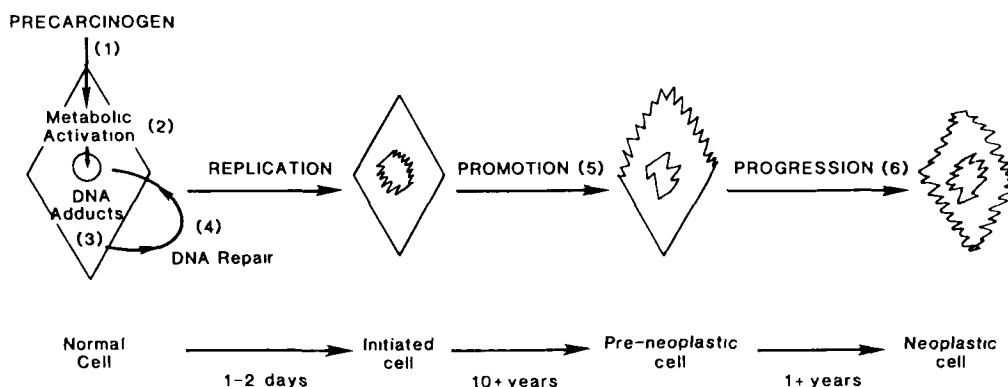 PRECARCINOGEN
(1)
Metabolic
Activation (2)
DNA
Adducts
(3)
(4)
DNA Repair
REPLICATION
PROMOTION (5)
PROGRESSION (6)
Normal
Cell
1-2 days
Initiated
cell
10+ years
Pre-neoplastic
cell
1+ years
Neoplastic
cell